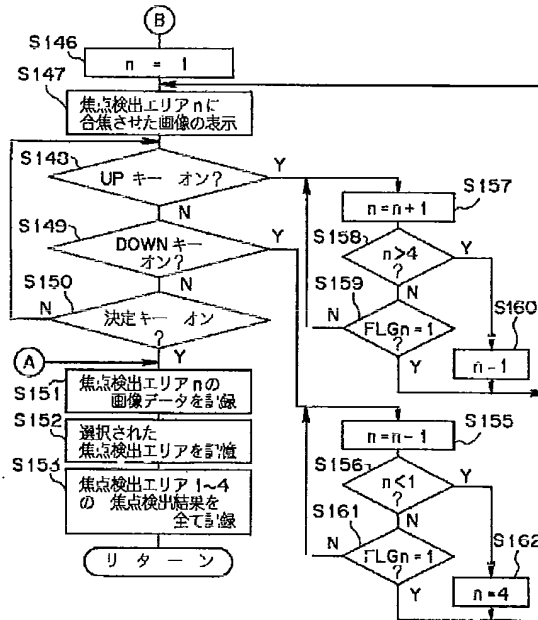 B
S146
n = 1
S147
焦点検出エリアnに
合焦させた画像の表示
S148
UP キー オン?
Y
N
S149
DOWN キー
オン?
Y
N
S150
決定キー オン
?
N
Y
A
S151
焦点検出エリアnの
画像データを記録
S152
選択された
焦点検出エリアを記憶
S153
焦点検出エリア1~4
の 焦点検出結果を
全て記録
リターン
S157
n=n+1
S158
n>4
?
Y
N
S159
FLGn=1
?
N
Y
S160
n-1
S155
n=n-1
S156
n<1
?
Y
N
S161
FLGn=1
?
N
Y
S162
n=4